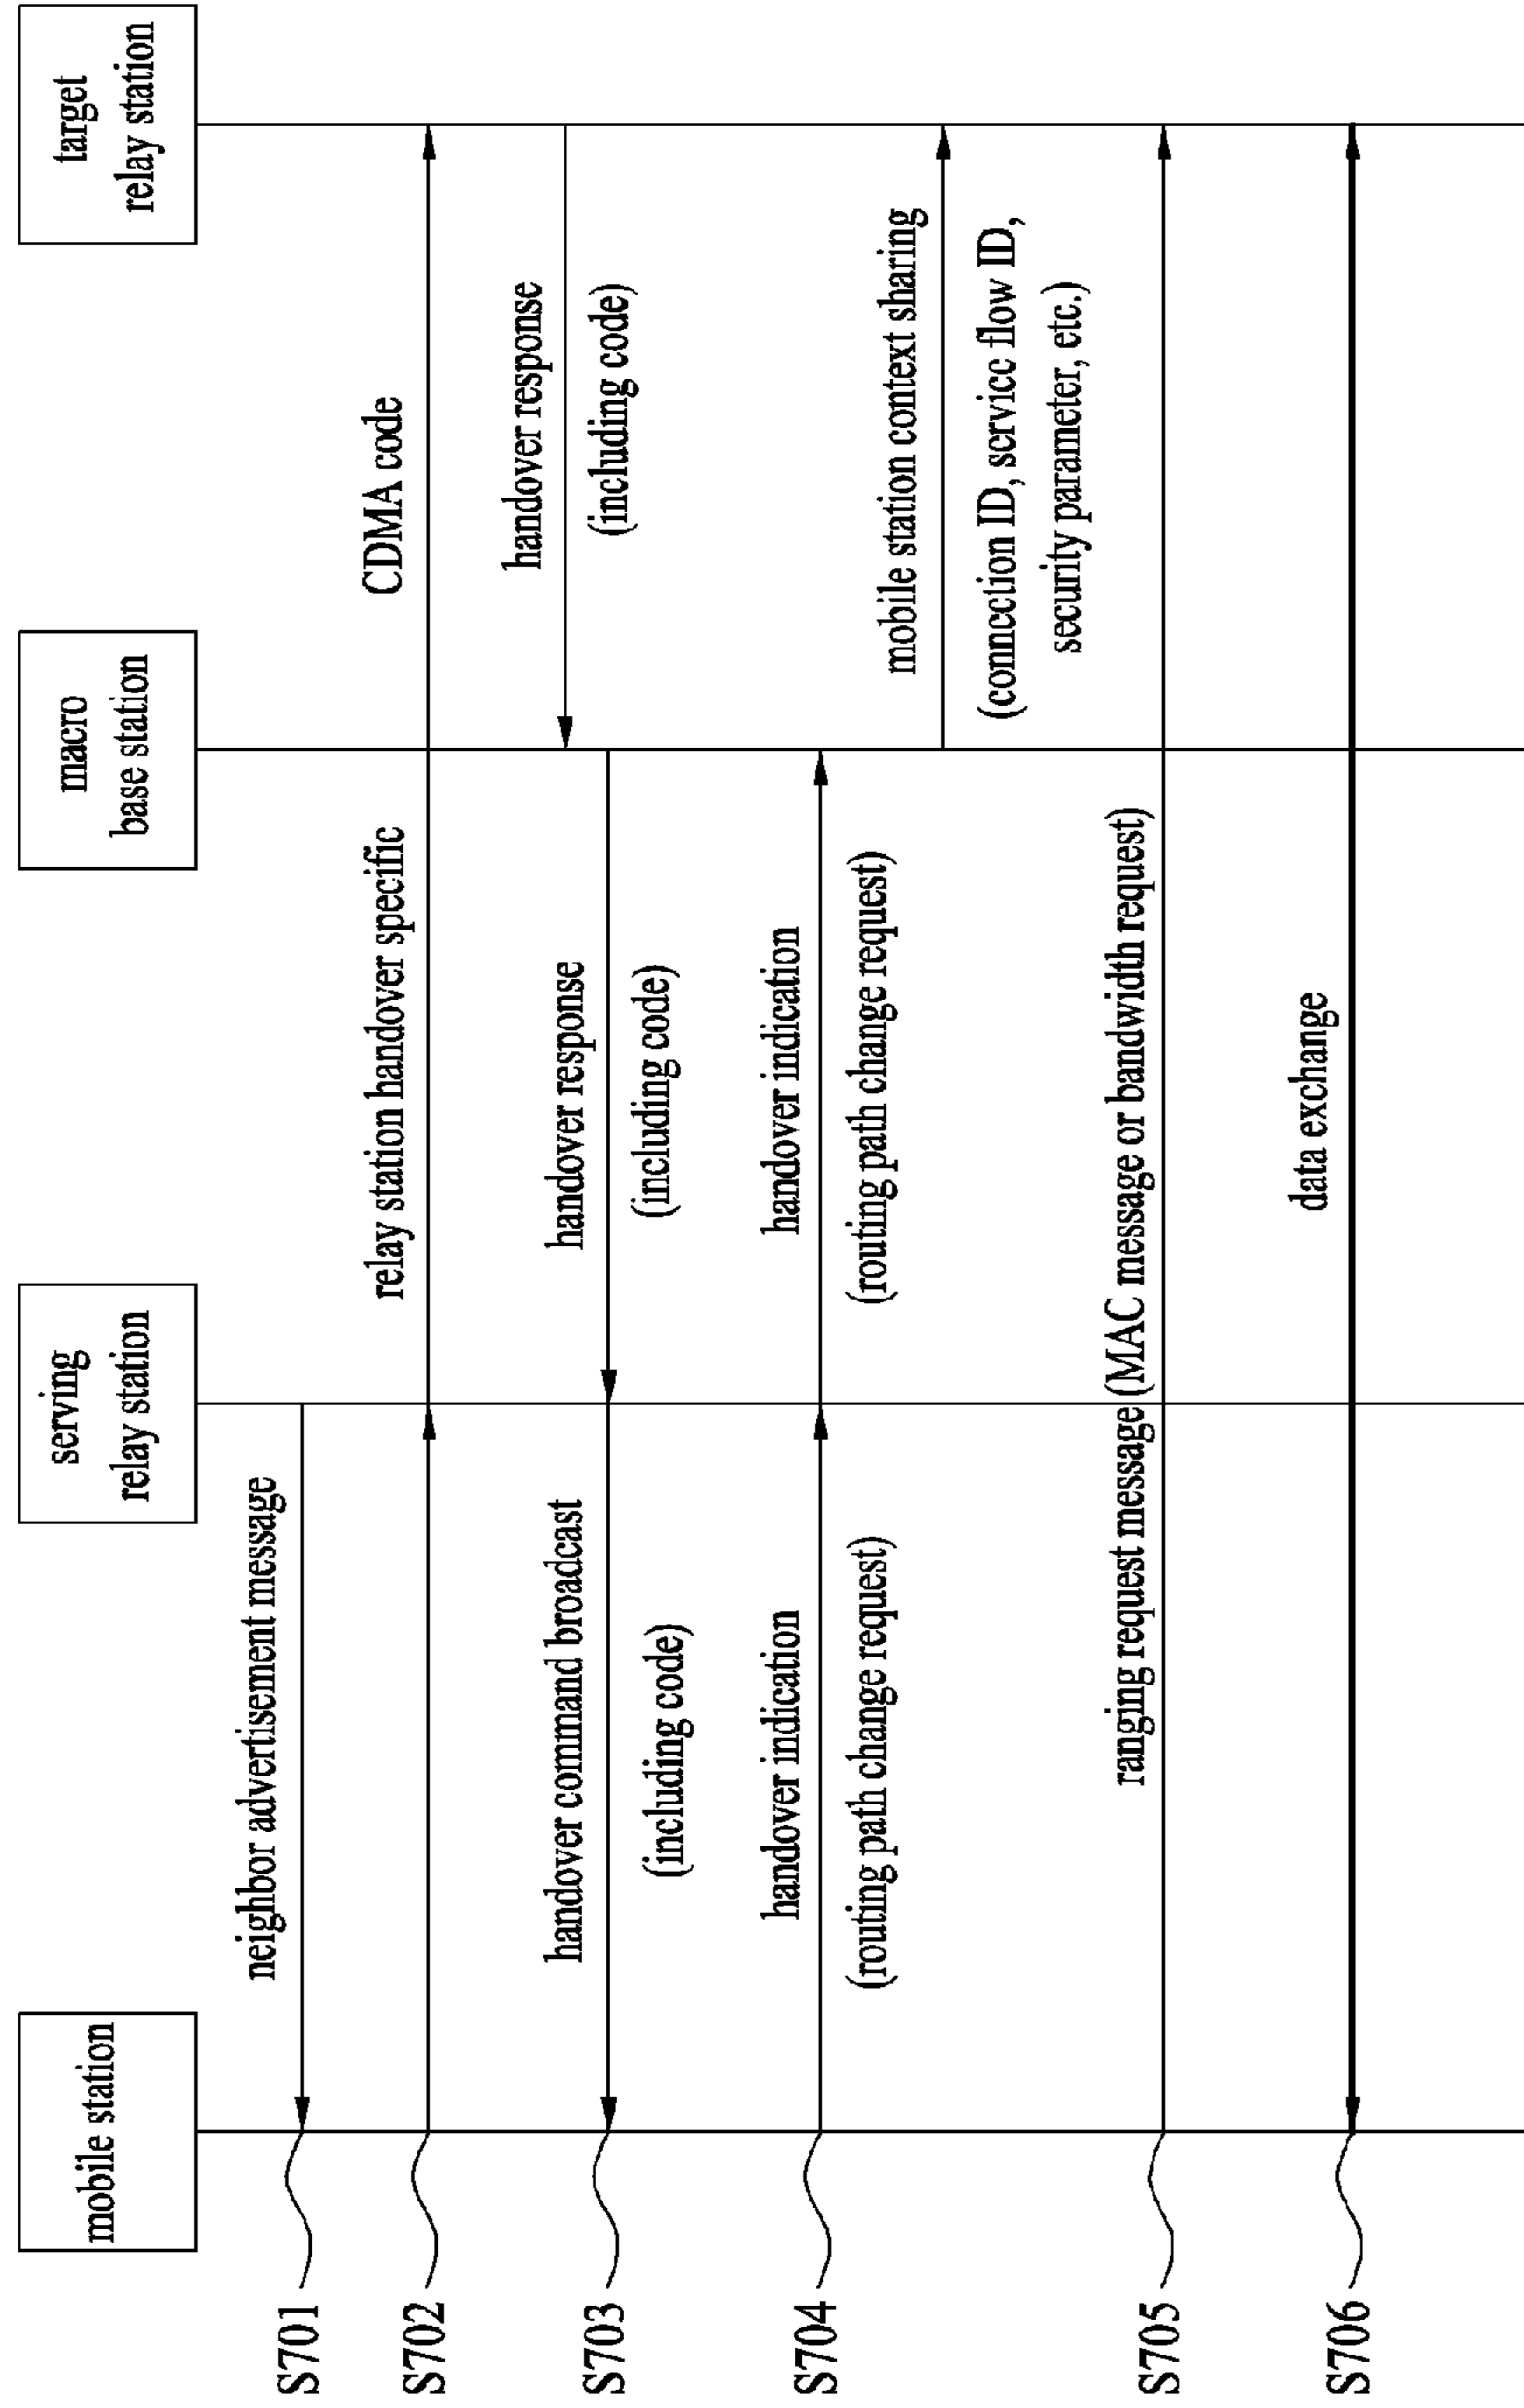 mobile station
serving
relay station
macro
base station
target
relay station
S701
neighbor advertisement message
S702
relay station handover specific
CDMA code
handover response
(including code)
S703
handover command broadcast
(including code)
handover response
(including code)
S704
handover indication
(routing path change request)
handover indication
(routing path change request)
mobile station context sharing
(connection ID, service flow ID,
security parameter, etc.)
S705
ranging request message (MAC message or bandwidth request)
S706
data exchange